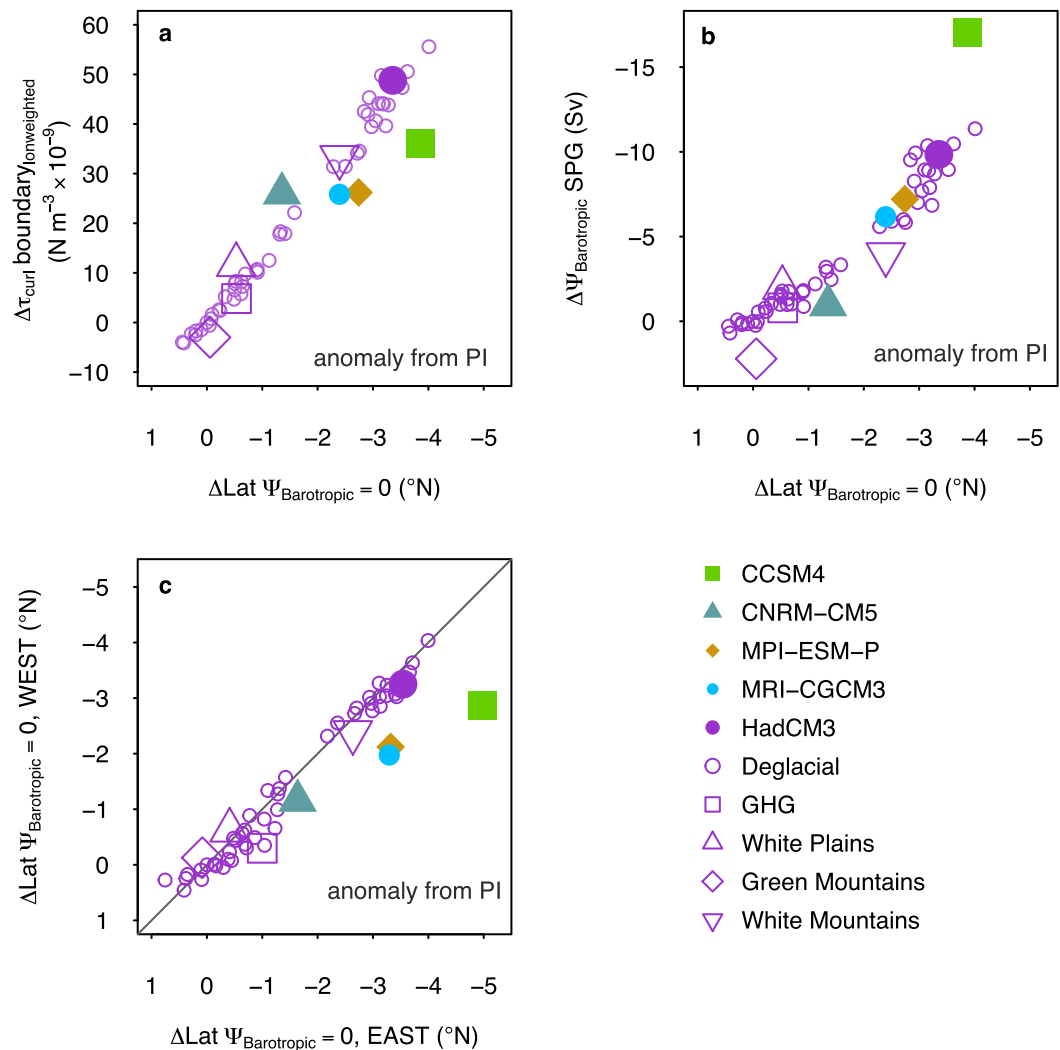 a
60
50
40
30
20
10
0
−10
Δτcurl boundarylonweighted
(N m−3 × 10−9)
anomaly from PI
1 0 −1 −2 −3 −4 −5
ΔLat ΨBarotropic = 0 (°N)
b
−15
−10
−5
0
ΔΨBarotropic SPG (Sv)
anomaly from PI
1 0 −1 −2 −3 −4 −5
ΔLat ΨBarotropic = 0 (°N)
c
−5
−4
−3
−2
−1
0
1
ΔLat ΨBarotropic = 0, WEST (°N)
anomaly from PI
1 0 −1 −2 −3 −4 −5
ΔLat ΨBarotropic = 0, EAST (°N)
CCSM4
CNRM−CM5
MPI−ESM−P
MRI−CGCM3
HadCM3
Deglacial
GHG
White Plains
Green Mountains
White Mountains